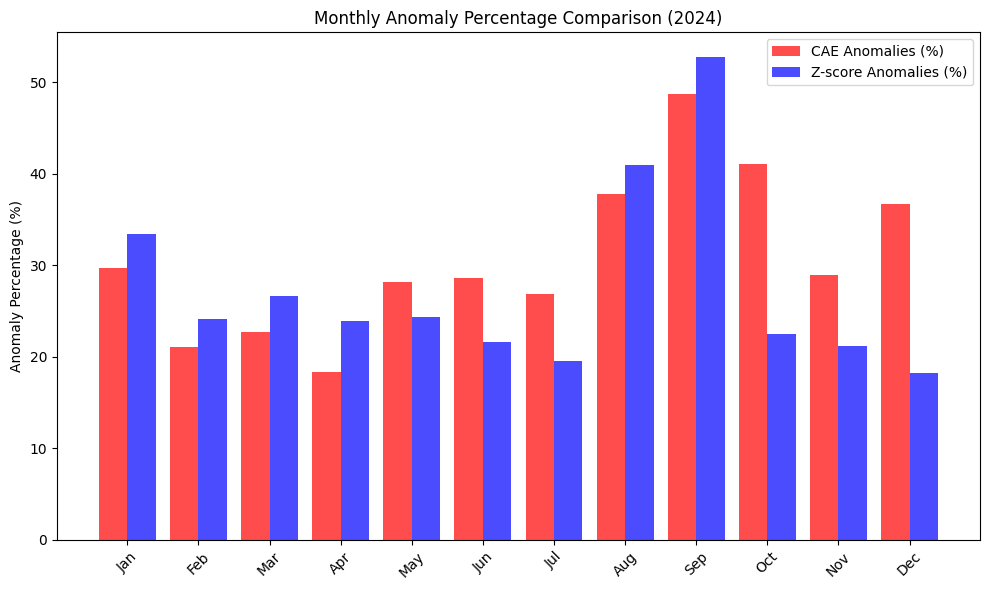 Monthly Anomaly Percentage Comparison (2024)
CAE Anomalies (%)
Z-score Anomalies (%)
Anomaly Percentage (%)
50
40
30
20
10
0
Jan
Feb
Mar
Apr
May
Jun
Jul
Aug
Sep
Oct
Nov
Dec